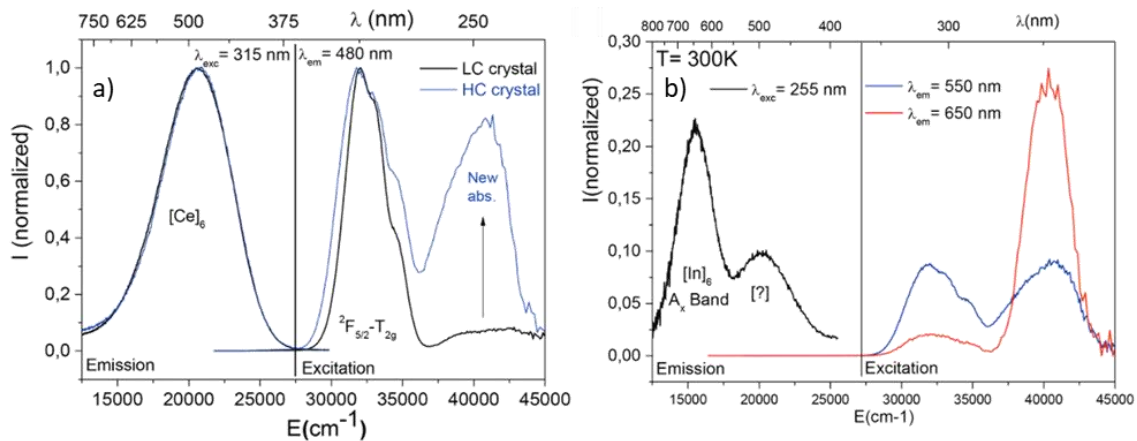 750 625 500 375 λ (nm) 250
λexc = 315 nm λem = 480 nm
a)
LC crystal
HC crystal
New
abs.
[Ce]6
²F5/2-T2g
Emission Excitation
I (normalized)
1,0
0,8
0,6
0,4
0,2
0,0
15000 20000 25000 30000 35000 40000 45000
E(cm⁻¹)
800 700 600 500 400 300 λ(nm)
T= 300K
b)
λexc = 255 nm
λem = 550 nm
λem = 650 nm
[In]6
Ax Band
[?]
Emission Excitation
I(normalized)
0,30
0,25
0,20
0,15
0,10
0,05
0,00
15000 20000 25000 30000 35000 40000 45000
E(cm-1)